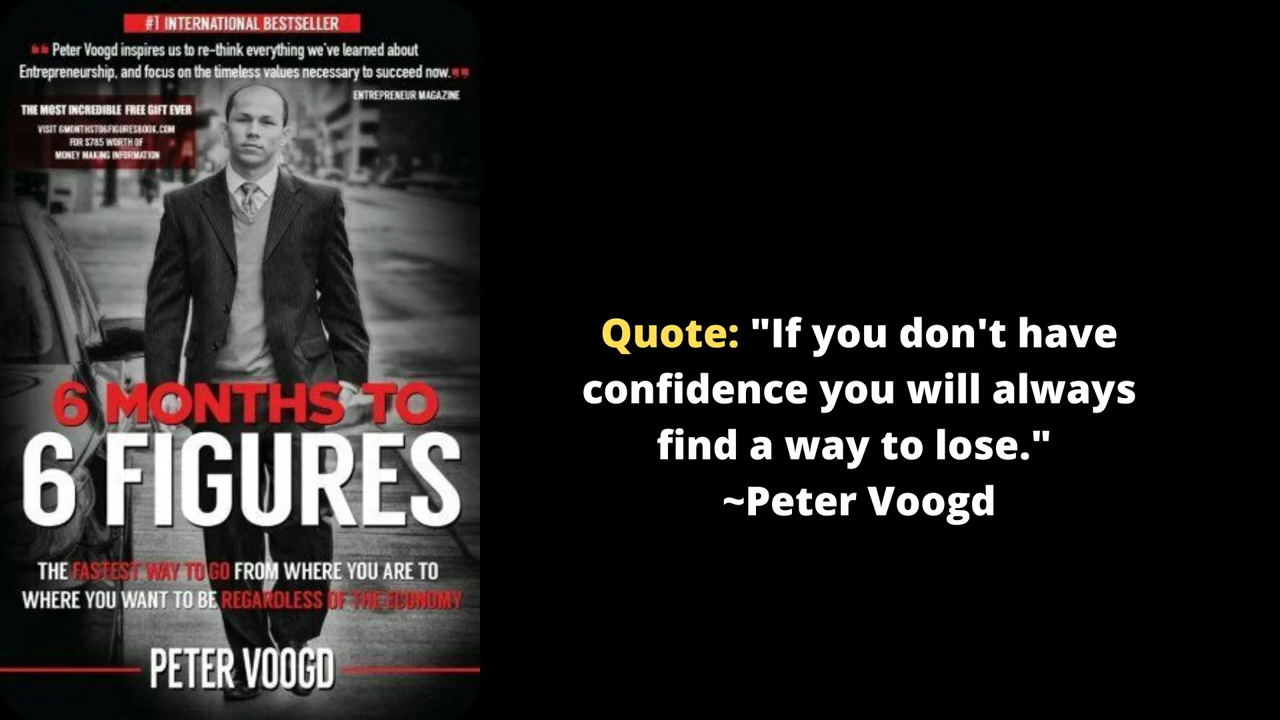 #1 INTERNATIONAL BESTSELLER
❝ Peter Voogd inspires us to re-think everything we've learned about
Entrepreneurship, and focus on the timeless values necessary to succeed now.❞
ENTREPRENEUR MAGAZINE
THE MOST INCREDIBLE FREE GIFT EVER
VISIT 6MONTHSTO6FIGURESBOOK.COM
FOR $785 WORTH OF
MONEY MAKING INFORMATION
6 MONTHS TO
6 FIGURES
THE FASTEST WAY TO GO FROM WHERE YOU ARE TO
WHERE YOU WANT TO BE REGARDLESS OF THE ECONOMY
PETER VOOGD
Quote: "If you don't have
confidence you will always
find a way to lose."
~Peter Voogd